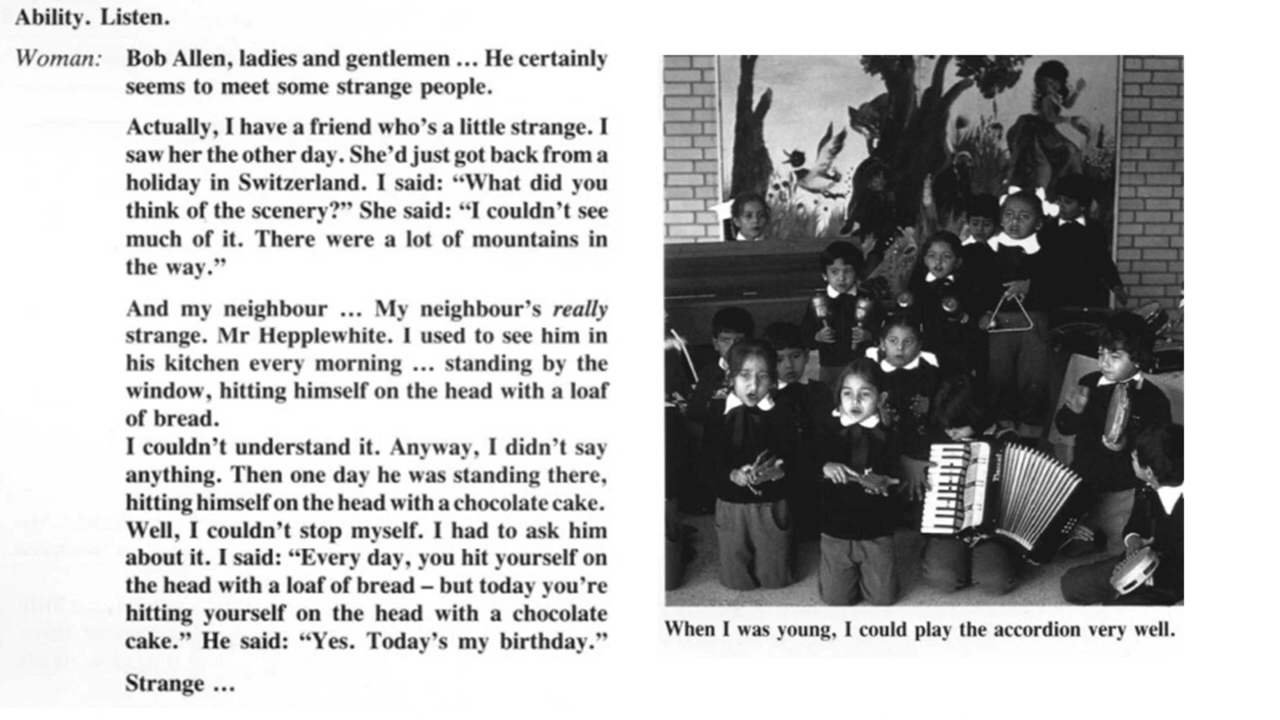 Ability. Listen.
Woman: Bob Allen, ladies and gentlemen ... He certainly
seems to meet some strange people.
Actually, I have a friend who's a little strange. I
saw her the other day. She'd just got back from a
holiday in Switzerland. I said: “What did you
think of the scenery?” She said: “I couldn't see
much of it. There were a lot of mountains in
the way.”
And my neighbour ... My neighbour's really
strange. Mr Hepplewhite. I used to see him in
his kitchen every morning ... standing by the
window, hitting himself on the head with a loaf
of bread.
I couldn't understand it. Anyway, I didn't say
anything. Then one day he was standing there,
hitting himself on the head with a chocolate cake.
Well, I couldn't stop myself. I had to ask him
about it. I said: “Every day, you hit yourself on
the head with a loaf of bread – but today you're
hitting yourself on the head with a chocolate
cake.” He said: “Yes. Today's my birthday.”
Strange ...
When I was young, I could play the accordion very well.